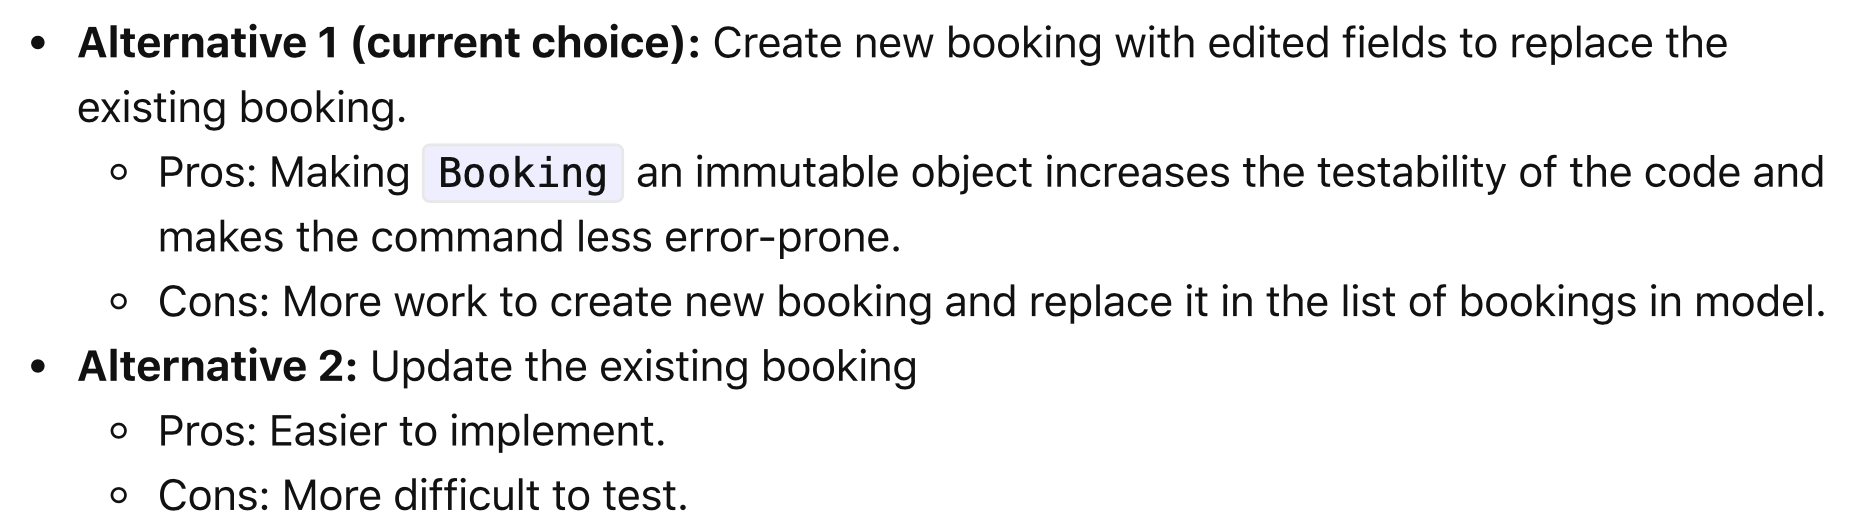 • Alternative 1 (current choice): Create new booking with edited fields to replace the
existing booking.
◦ Pros: Making Booking an immutable object increases the testability of the code and
makes the command less error-prone.
◦ Cons: More work to create new booking and replace it in the list of bookings in model.
• Alternative 2: Update the existing booking
◦ Pros: Easier to implement.
◦ Cons: More difficult to test.